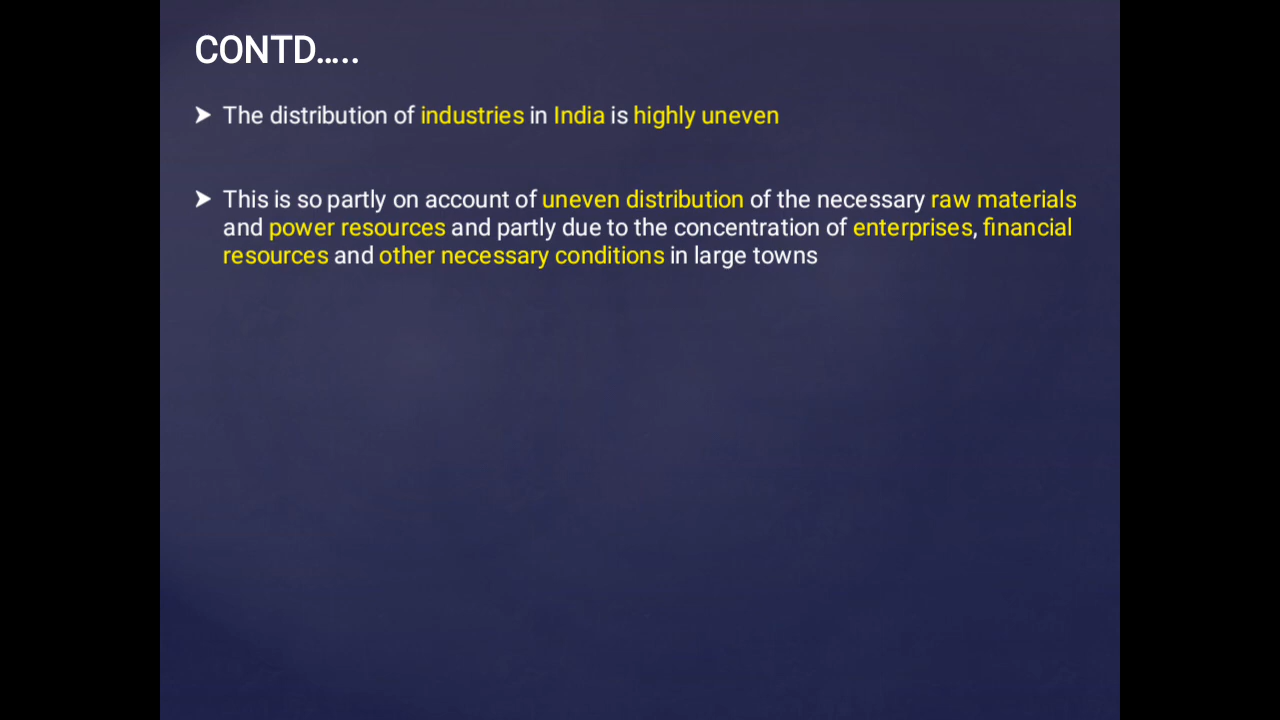 CONTD…..
➤ The distribution of industries in India is highly uneven
➤ This is so partly on account of uneven distribution of the necessary raw materials
and power resources and partly due to the concentration of enterprises, financial
resources and other necessary conditions in large towns